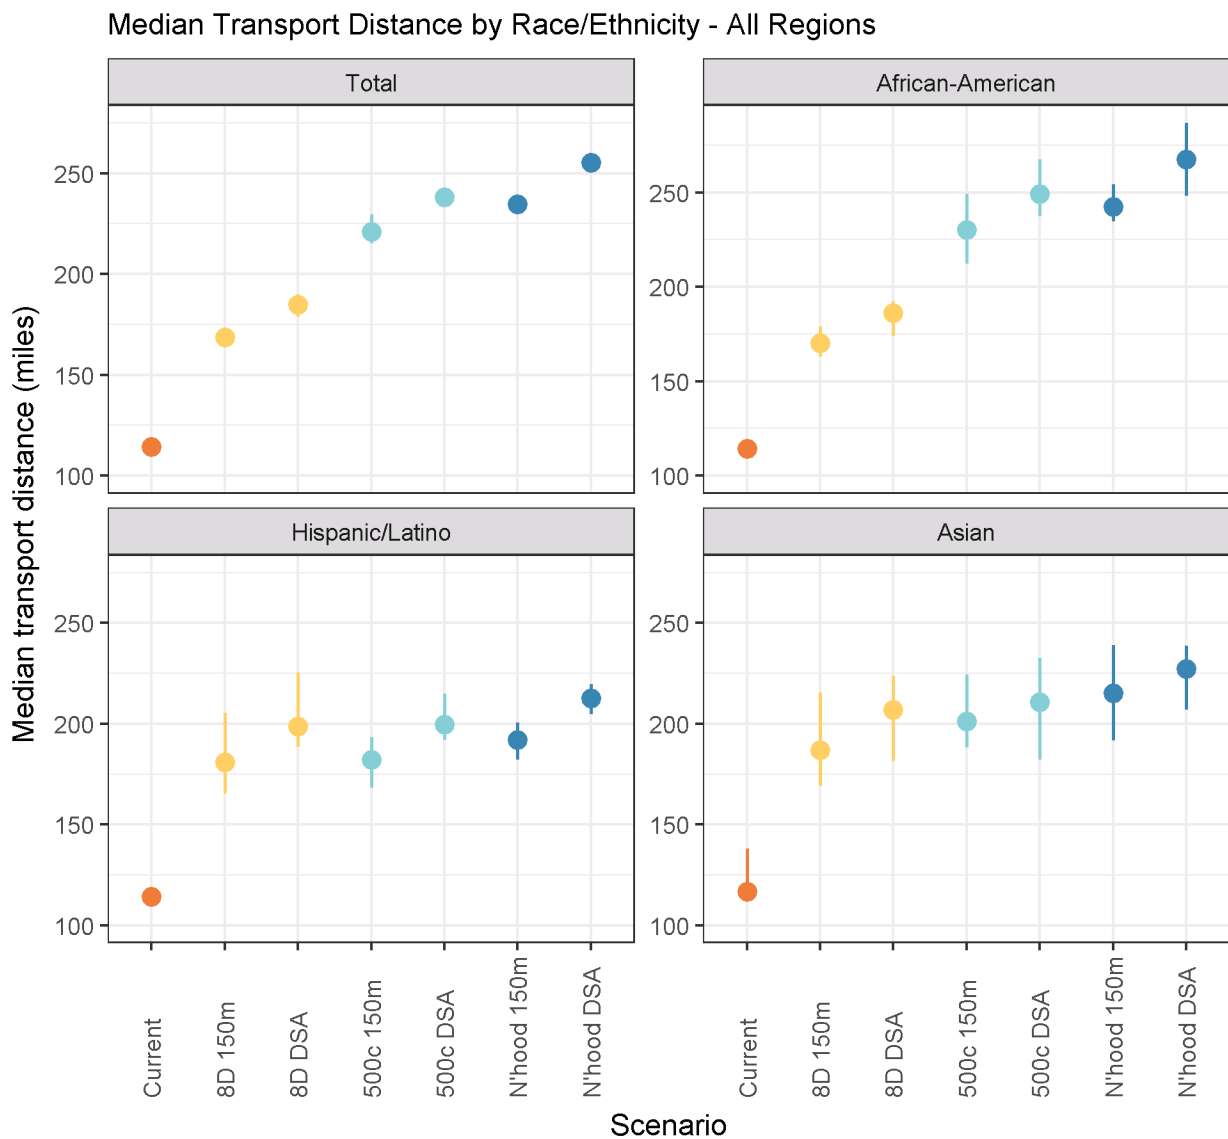 Median Transport Distance by Race/Ethnicity - All Regions
Total
African-American
250
200
150
100
250
200
150
100
Hispanic/Latino
Asian
250
200
150
100
250
200
150
100
Median transport distance (miles)
Current
8D 150m
8D DSA
500c 150m
500c DSA
N'hood 150m
N'hood DSA
Current
8D 150m
8D DSA
500c 150m
500c DSA
N'hood 150m
N'hood DSA
Scenario